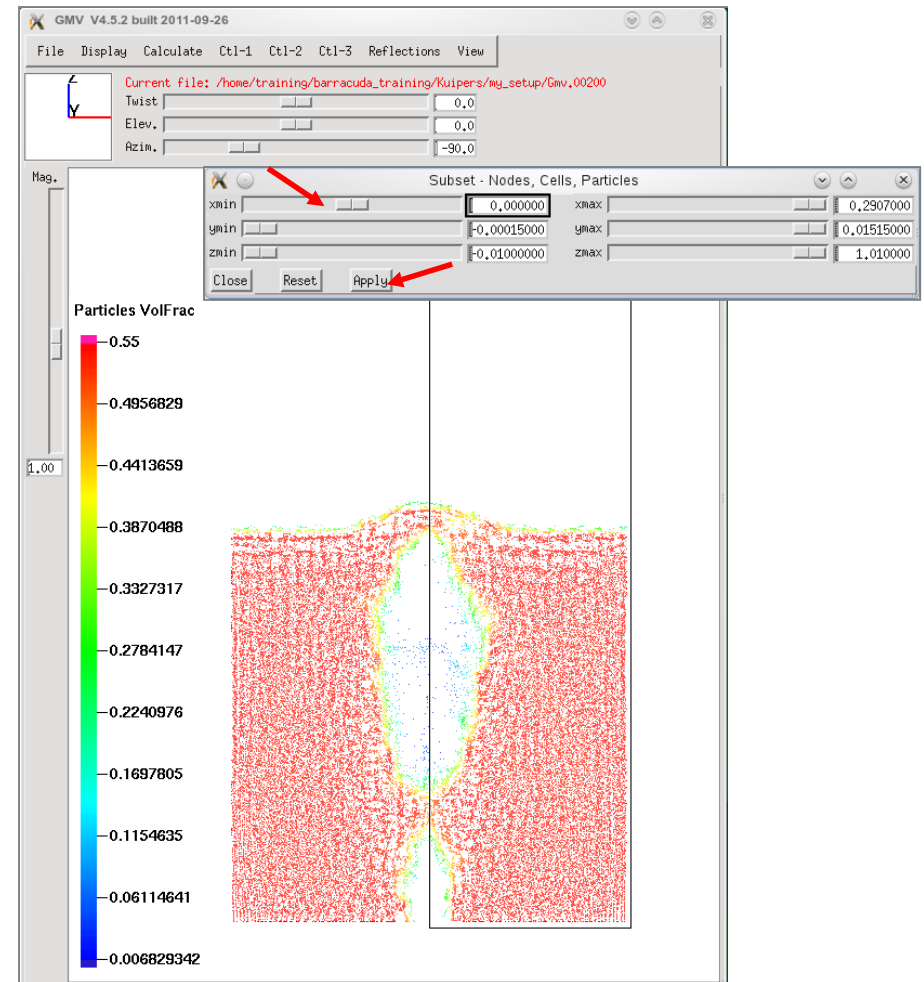 GMV V4.5.2 built 2011-09-26
File Display Calculate Ctl-1 Ctl-2 Ctl-3 Reflections View
Z
Y
Current file: /home/training/barracuda_training/Kuipers/my_setup/Gmv.00200
Twist 0.0
Elev. 0.0
Azim. -90.0
Mag.
Subset - Nodes, Cells, Particles
xmin 0.000000 xmax 0.2907000
ymin -0.00015000 ymax 0.01515000
zmin -0.01000000 zmax 1.010000
Close Reset Apply
Particles VolFrac
0.55
0.4956829
0.4413659
1.00
0.3870488
0.3327317
0.2784147
0.2240976
0.1697805
0.1154635
0.06114641
0.006829342